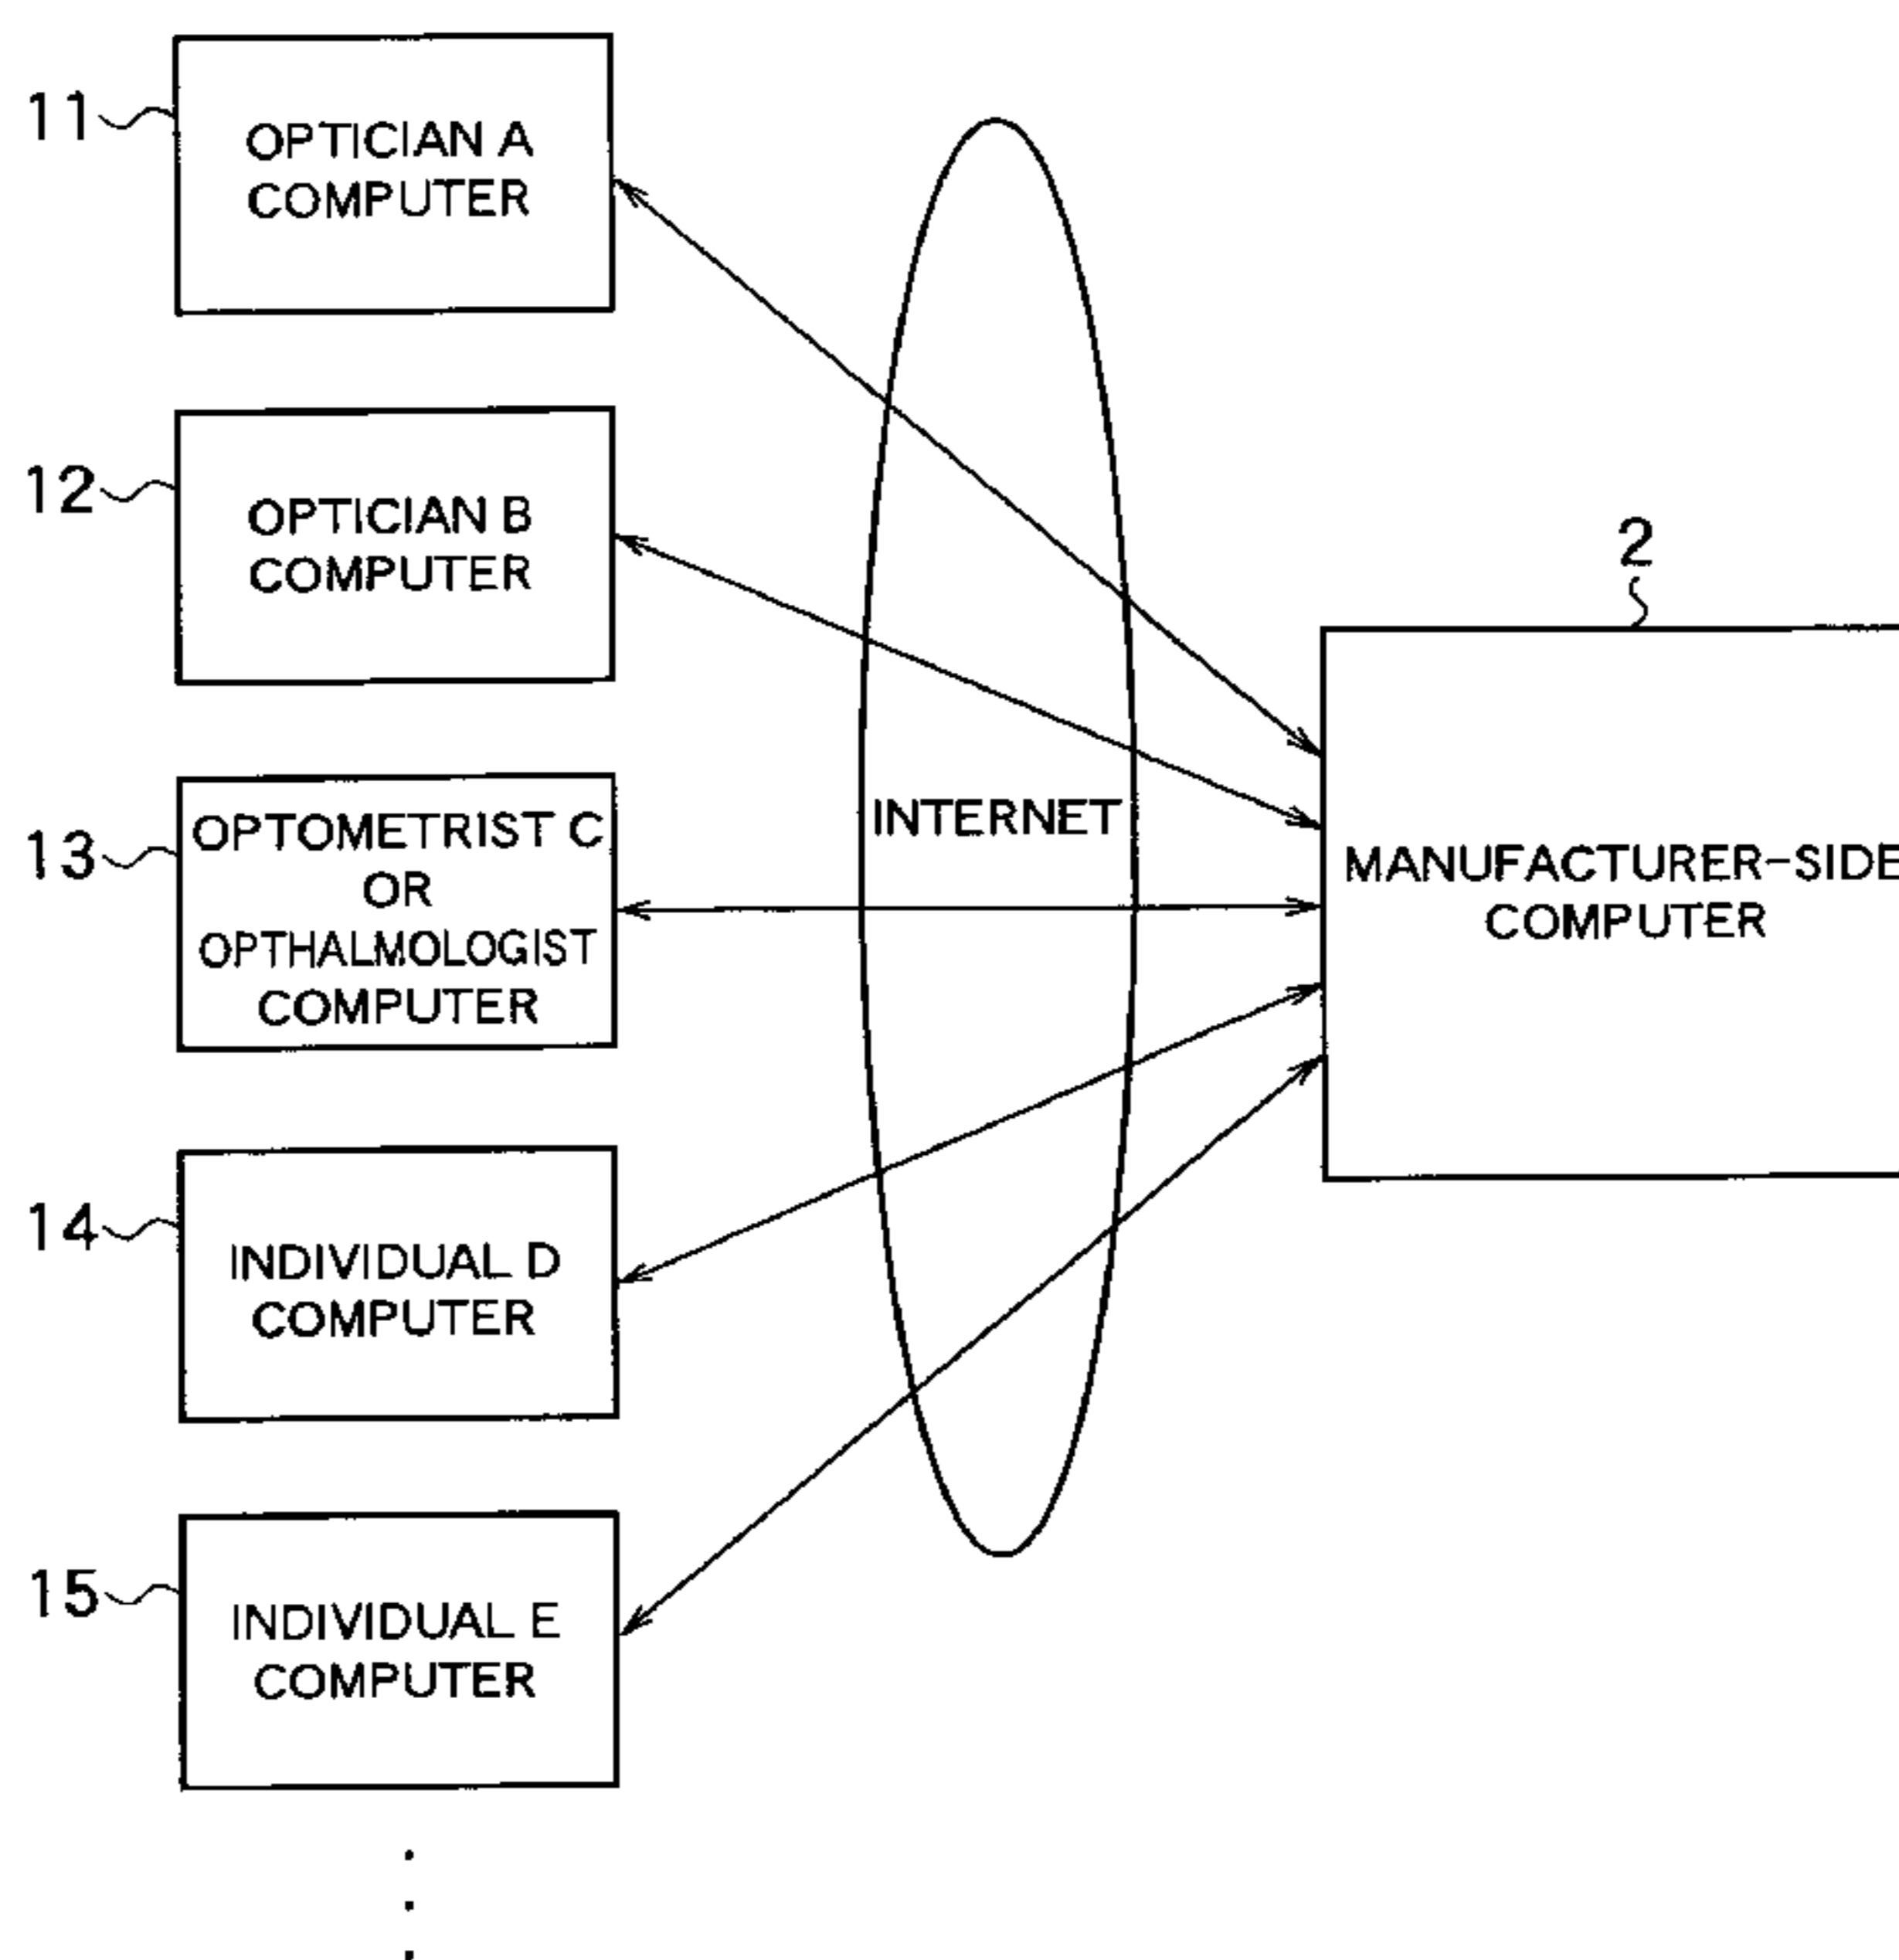 11
OPTICIAN A
COMPUTER
12
OPTICIAN B
COMPUTER
13
OPTOMETRIST C
OR
OPTHALMOLOGIST
COMPUTER
14
INDIVIDUAL D
COMPUTER
15
INDIVIDUAL E
COMPUTER
INTERNET
2
MANUFACTURER-SIDE
COMPUTER